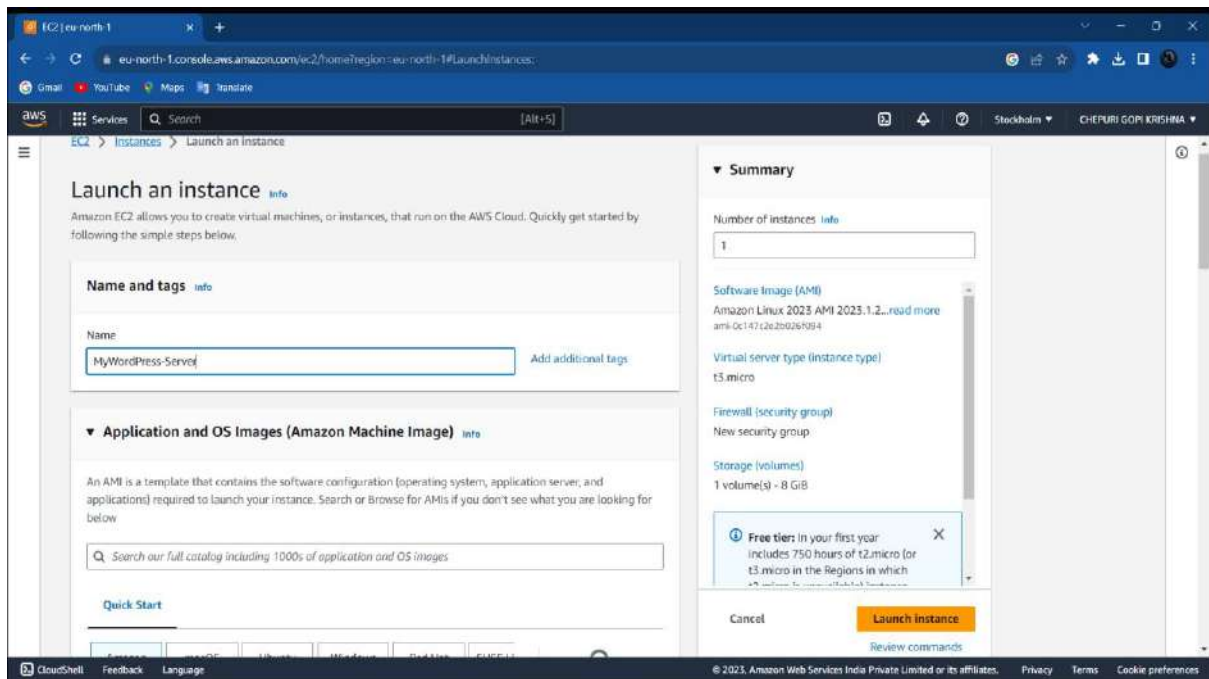 EC2 | eu-north-1
eu-north-1.console.aws.amazon.com/ec2/home?region=eu-north-1#LaunchInstances:
Gmail YouTube Maps Translate
aws Services Search [Alt+S] Stockholm CHEPURI GOPI KRISHNA
EC2 > Instances > Launch an instance
Launch an instance Info
Amazon EC2 allows you to create virtual machines, or instances, that run on the AWS Cloud. Quickly get started by
following the simple steps below.
Name and tags Info
Name
MyWordPress-Server
Add additional tags
Application and OS Images (Amazon Machine Image) Info
An AMI is a template that contains the software configuration (operating system, application server, and
applications) required to launch your instance. Search or Browse for AMIs if you don't see what you are looking for
below
Search our full catalog including 1000s of application and OS images
Quick Start
Summary
Number of instances Info
1
Software Image (AMI)
Amazon Linux 2023 AMI 2023.1.2...read more
ami-0c147c2e2b026f094
Virtual server type (instance type)
t3.micro
Firewall (security group)
New security group
Storage (volumes)
1 volume(s) - 8 GiB
Free tier: In your first year
includes 750 hours of t2.micro (or
t3.micro in the Regions in which
Cancel
Launch instance
Review commands
CloudShell Feedback Language
© 2023, Amazon Web Services India Private Limited or its affiliates. Privacy Terms Cookie preferences